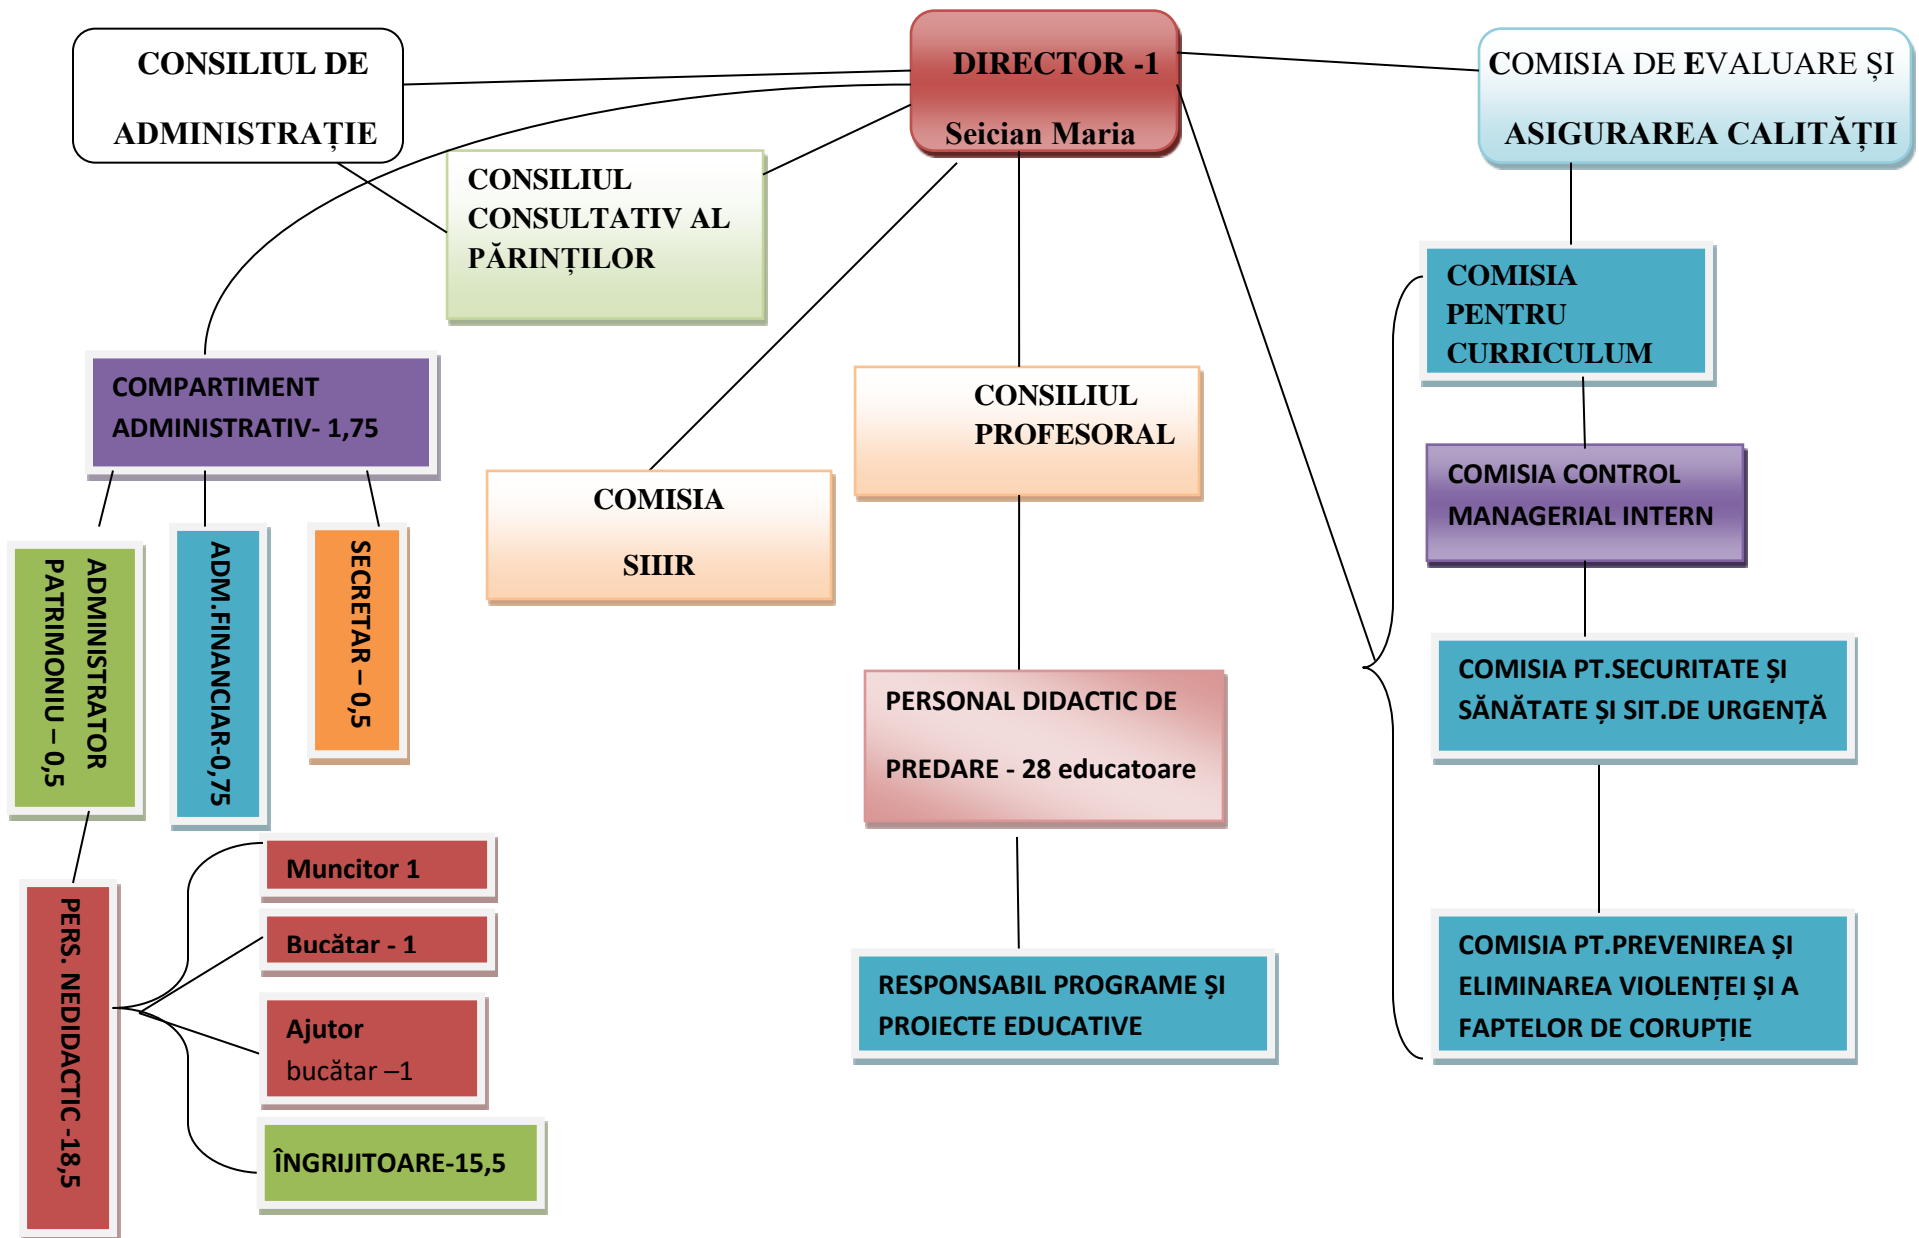 CONSILIUL DE
ADMINISTRAȚIE
DIRECTOR -1
Seician Maria
COMISIA DE EVALUARE ȘI
ASIGURAREA CALITĂȚII
CONSILIUL
CONSULTATIV AL
PĂRINȚILOR
COMISIA
PENTRU
CURRICULUM
COMPARTIMENT
ADMINISTRATIV- 1,75
CONSILIUL
PROFESORAL
COMISIA
SIIIR
COMISIA CONTROL
MANAGERIAL INTERN
ADMINISTRATOR
PATRIMONIU – 0,5
ADM.FINANCIAR-0,75
SECRETAR – 0,5
COMISIA PT.SECURITATE ȘI
SĂNĂTATE ȘI SIT.DE URGENȚĂ
PERSONAL DIDACTIC DE
PREDARE - 28 educatoare
PERS. NEDIDACTIC -18,5
Muncitor 1
Bucătar - 1
Ajutor
bucătar –1
ÎNGRIJITOARE-15,5
RESPONSABIL PROGRAME ȘI
PROIECTE EDUCATIVE
COMISIA PT.PREVENIREA ȘI
ELIMINAREA VIOLENȚEI ȘI A
FAPTELOR DE CORUPȚIE